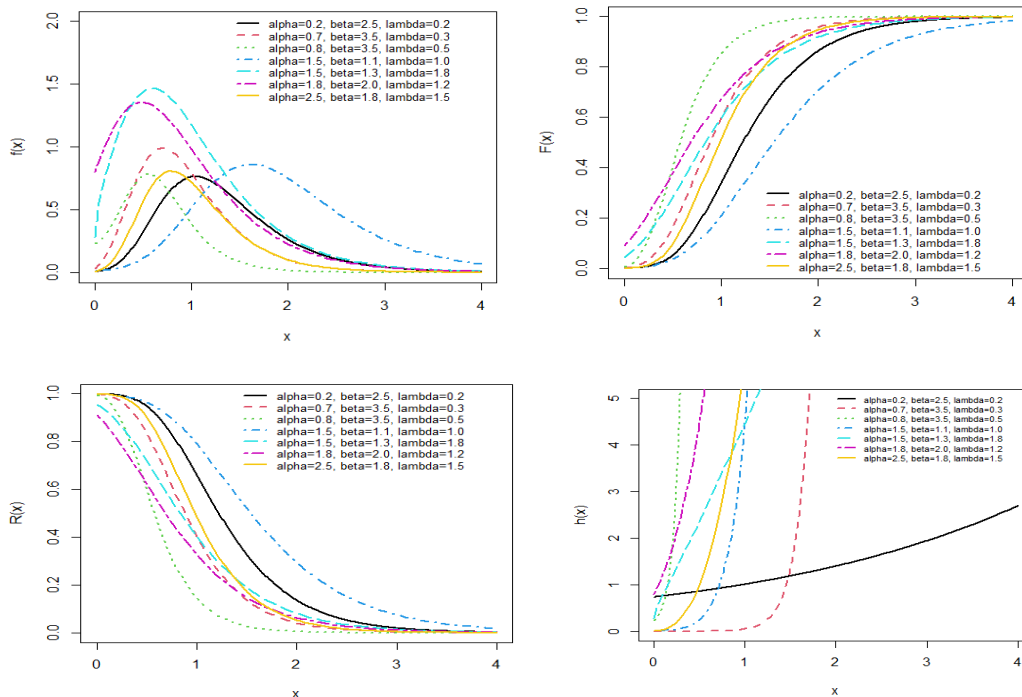 alpha=0.2, beta=2.5, lambda=0.2
alpha=0.7, beta=3.5, lambda=0.3
alpha=0.8, beta=3.5, lambda=0.5
alpha=1.5, beta=1.1, lambda=1.0
alpha=1.5, beta=1.3, lambda=1.8
alpha=1.8, beta=2.0, lambda=1.2
alpha=2.5, beta=1.8, lambda=1.5
f(x)
2.0
1.5
1.0
0.5
0.0
0 1 2 3 4
x
F(x)
1.0
0.8
0.6
0.4
0.2
0.0
alpha=0.2, beta=2.5, lambda=0.2
alpha=0.7, beta=3.5, lambda=0.3
alpha=0.8, beta=3.5, lambda=0.5
alpha=1.5, beta=1.1, lambda=1.0
alpha=1.5, beta=1.3, lambda=1.8
alpha=1.8, beta=2.0, lambda=1.2
alpha=2.5, beta=1.8, lambda=1.5
0 1 2 3 4
x
R(x)
1.0
0.8
0.6
0.4
0.2
0.0
alpha=0.2, beta=2.5, lambda=0.2
alpha=0.7, beta=3.5, lambda=0.3
alpha=0.8, beta=3.5, lambda=0.5
alpha=1.5, beta=1.1, lambda=1.0
alpha=1.5, beta=1.3, lambda=1.8
alpha=1.8, beta=2.0, lambda=1.2
alpha=2.5, beta=1.8, lambda=1.5
0 1 2 3 4
x
h(x)
5
4
3
2
1
0
alpha=0.2, beta=2.5, lambda=0.2
alpha=0.7, beta=3.5, lambda=0.3
alpha=0.8, beta=3.5, lambda=0.5
alpha=1.5, beta=1.1, lambda=1.0
alpha=1.5, beta=1.3, lambda=1.8
alpha=1.8, beta=2.0, lambda=1.2
alpha=2.5, beta=1.8, lambda=1.5
0 1 2 3 4
x